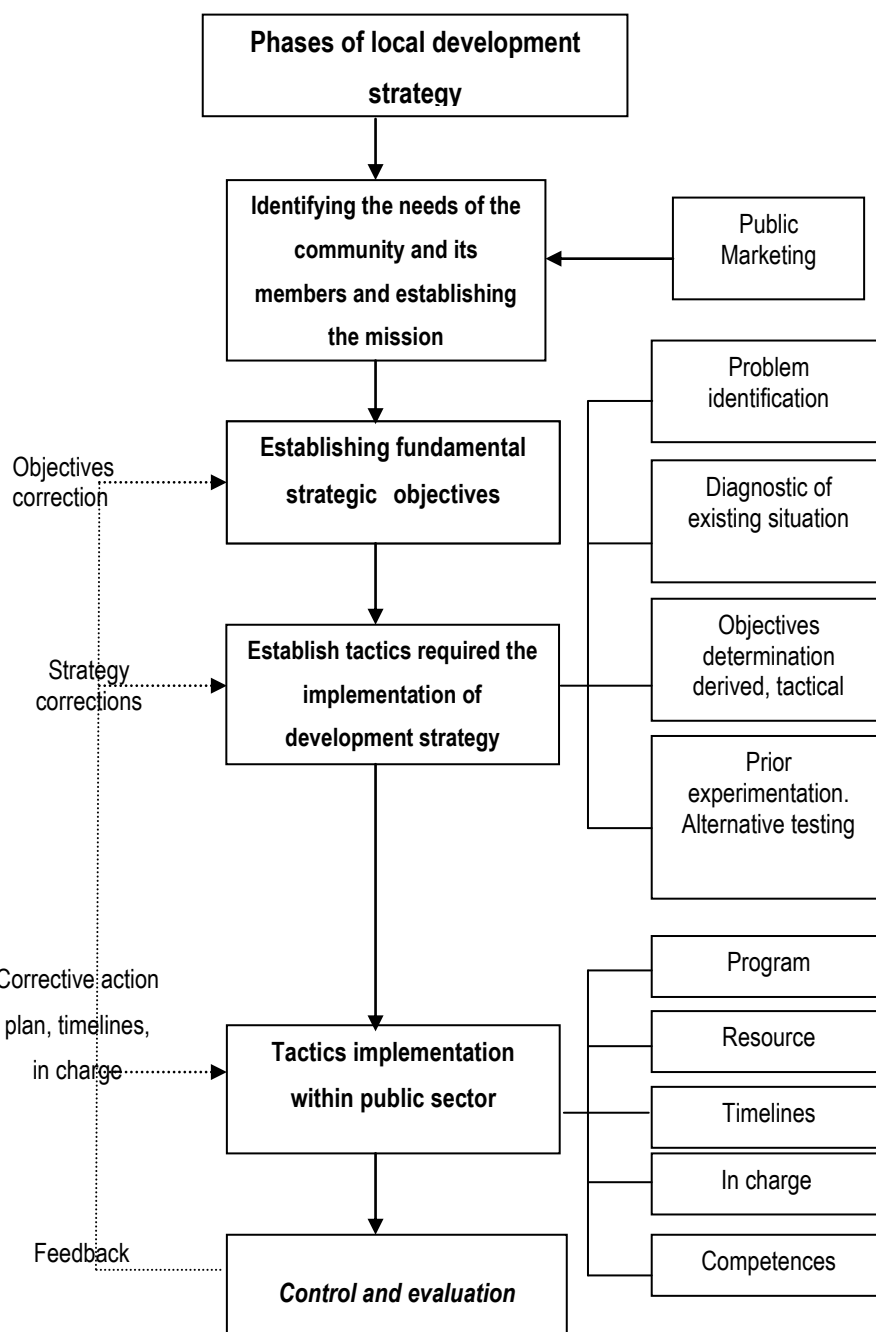 Phases of local development
strategy
Identifying the needs of the
community and its
members and establishing
the mission
Public
Marketing
Problem
identification
Establishing fundamental
strategic objectives
Objectives
correction
Diagnostic of
existing situation
Establish tactics required the
implementation of
development strategy
Strategy
corrections
Objectives
determination
derived, tactical
Prior
experimentation.
Alternative testing
Corrective action
plan, timelines,
in charge
Tactics implementation
within public sector
Program
Resource
Timelines
In charge
Competences
Feedback
Control and evaluation